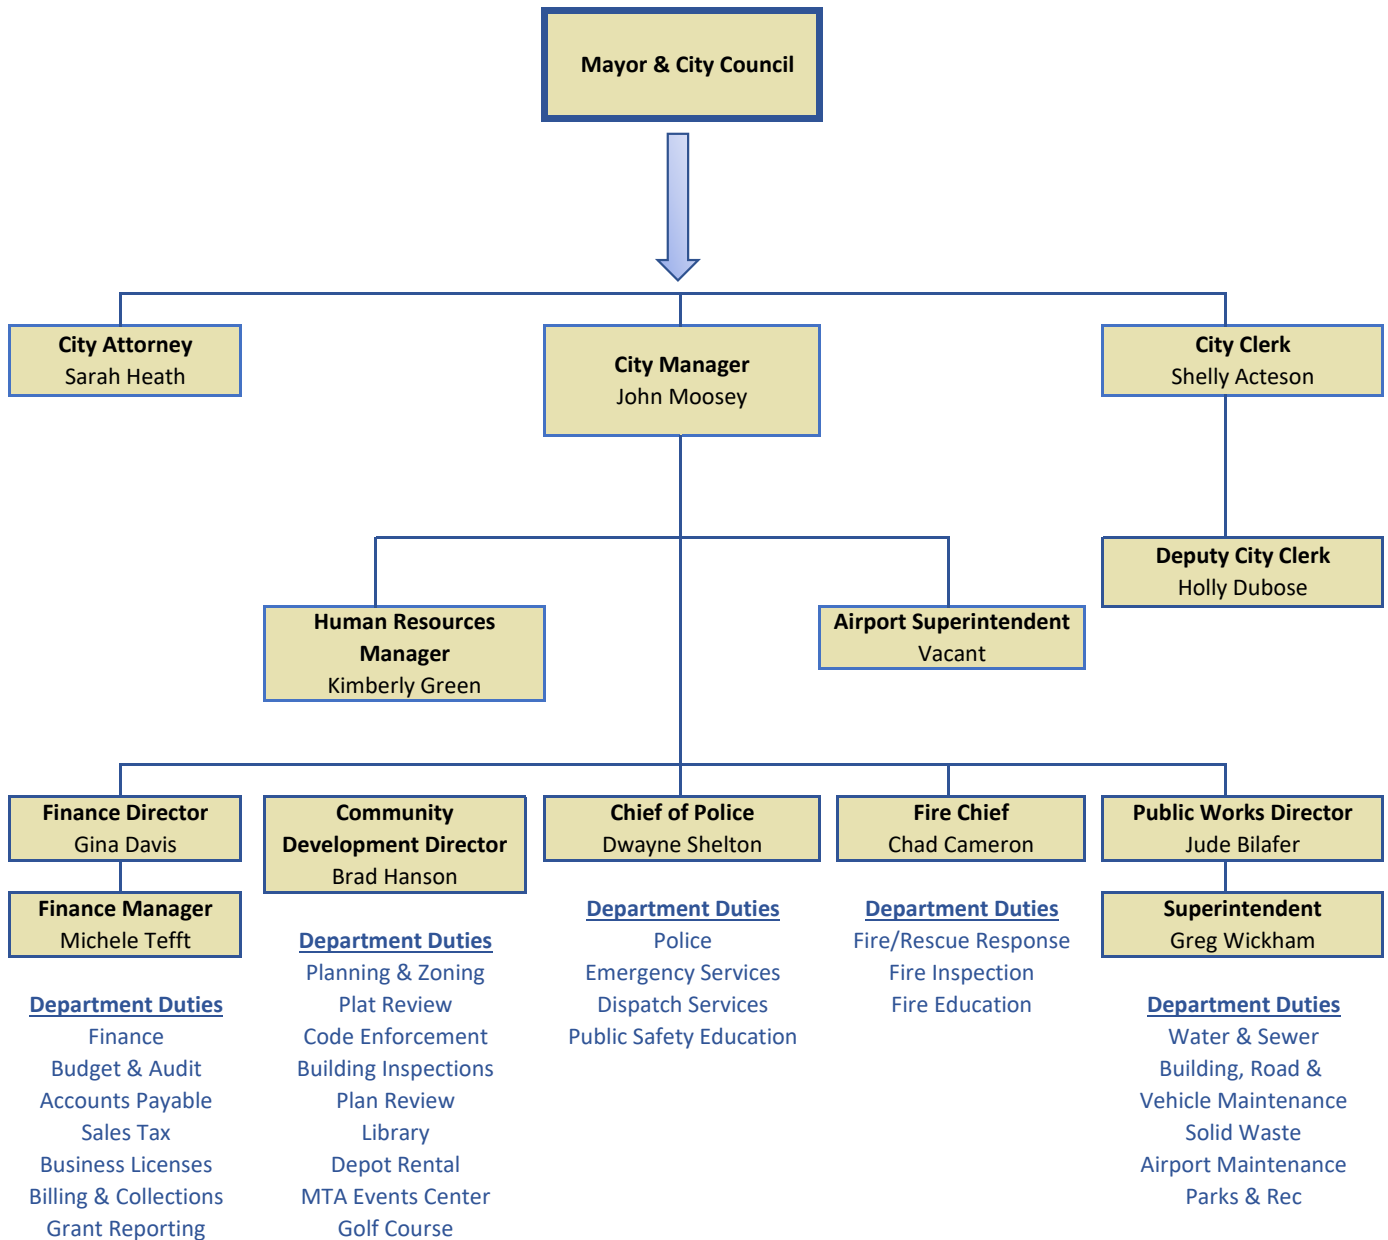 Mayor & City Council
City Attorney
Sarah Heath
City Manager
John Moosey
City Clerk
Shelly Acteson
Deputy City Clerk
Holly Dubose
Human Resources
Manager
Kimberly Green
Airport Superintendent
Vacant
Finance Director
Gina Davis
Finance Manager
Michele Tefft
Department Duties
Finance
Budget & Audit
Accounts Payable
Sales Tax
Business Licenses
Billing & Collections
Grant Reporting
Community
Development Director
Brad Hanson
Department Duties
Planning & Zoning
Plat Review
Code Enforcement
Building Inspections
Plan Review
Library
Depot Rental
MTA Events Center
Golf Course
Chief of Police
Dwayne Shelton
Department Duties
Police
Emergency Services
Dispatch Services
Public Safety Education
Fire Chief
Chad Cameron
Department Duties
Fire/Rescue Response
Fire Inspection
Fire Education
Public Works Director
Jude Bilafer
Superintendent
Greg Wickham
Department Duties
Water & Sewer
Building, Road &
Vehicle Maintenance
Solid Waste
Airport Maintenance
Parks & Rec